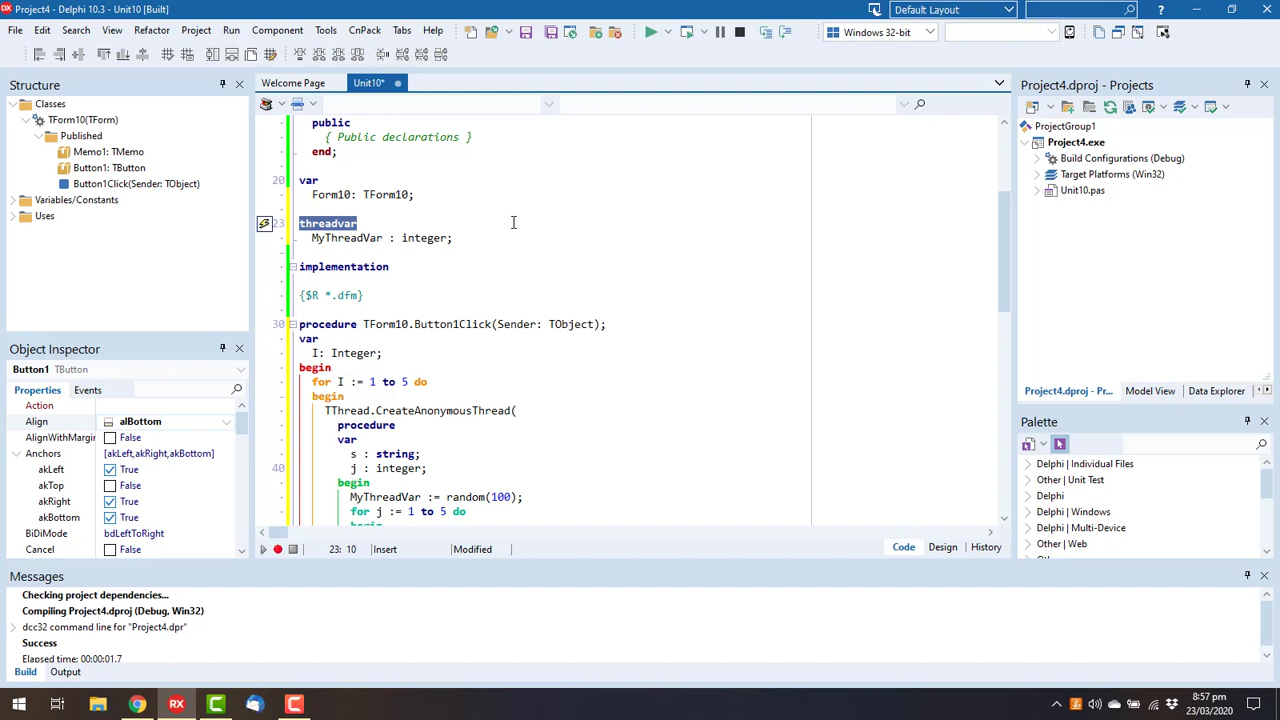 Project4 - Delphi 10.3 - Unit10 [Built]
Default Layout
File Edit Search View Refactor Project Run Component Tools CnPack Tabs Help
Windows 32-bit
Structure
Classes
TForm10(TForm)
Published
Memo1: TMemo
Button1: TButton
Button1Click(Sender: TObject)
Variables/Constants
Uses
Object Inspector
Button1 TButton
Properties Events
Action
Align alBottom
AlignWithMargin False
Anchors [akLeft,akRight,akBottom]
akLeft True
akTop False
akRight True
akBottom True
BiDiMode bdLeftToRight
Cancel False
Welcome Page Unit10*
public
{ Public declarations }
end;
20 var
Form10: TForm10;
23 threadvar
MyThreadVar : integer;
implementation
{$R *.dfm}
30 procedure TForm10.Button1Click(Sender: TObject);
var
I: Integer;
begin
for I := 1 to 5 do
begin
TThread.CreateAnonymousThread(
procedure
var
s : string;
40 j : integer;
begin
MyThreadVar := random(100);
for j := 1 to 5 do
begin
23: 10 Insert Modified
Code Design History
Project4.dproj - Projects
ProjectGroup1
Project4.exe
Build Configurations (Debug)
Target Platforms (Win32)
Unit10.pas
Project4.dproj - Pr... Model View Data Explorer
Palette
Delphi | Individual Files
Other | Unit Test
Delphi
Delphi | Windows
Delphi | Multi-Device
Other | Web
Messages
Checking project dependencies...
Compiling Project4.dproj (Debug, Win32)
dcc32 command line for "Project4.dpr"
Success
Elapsed time: 00:00:01.7
Build Output
8:57 pm
23/03/2020